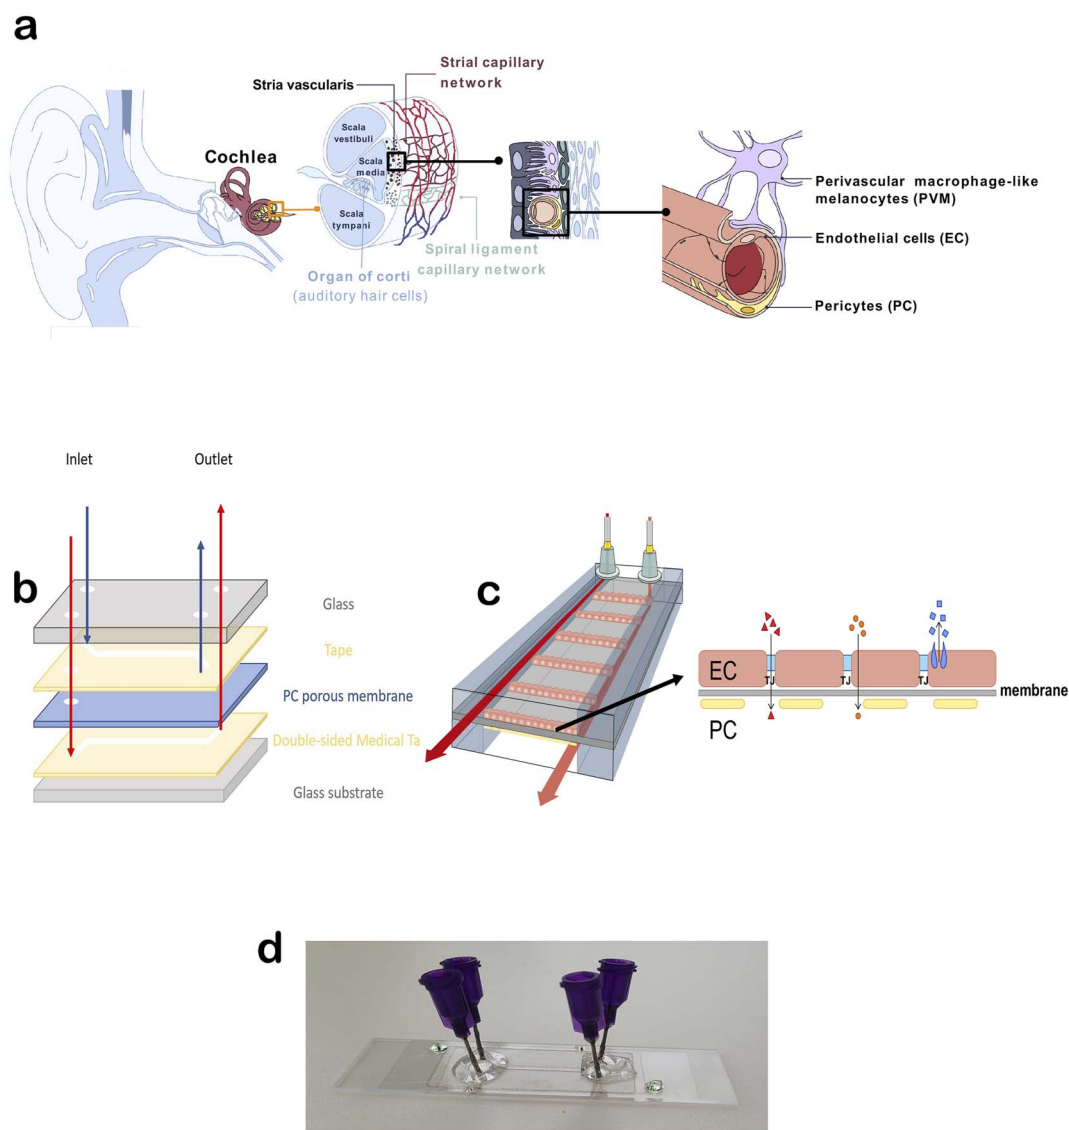 a
Strial capillary
network
Stria vascularis
Scala
vestibuli
Cochlea
Scala
media
Scala
tympani
Spiral ligament
capillary network
Organ of corti
(auditory hair cells)
Perivascular macrophage-like
melanocytes (PVM)
Endothelial cells (EC)
Pericytes (PC)
Inlet
Outlet
b
Glass
Tape
PC porous membrane
Double-sided Medical Ta
Glass substrate
c
EC
TJ
TJ
TJ
membrane
PC
d